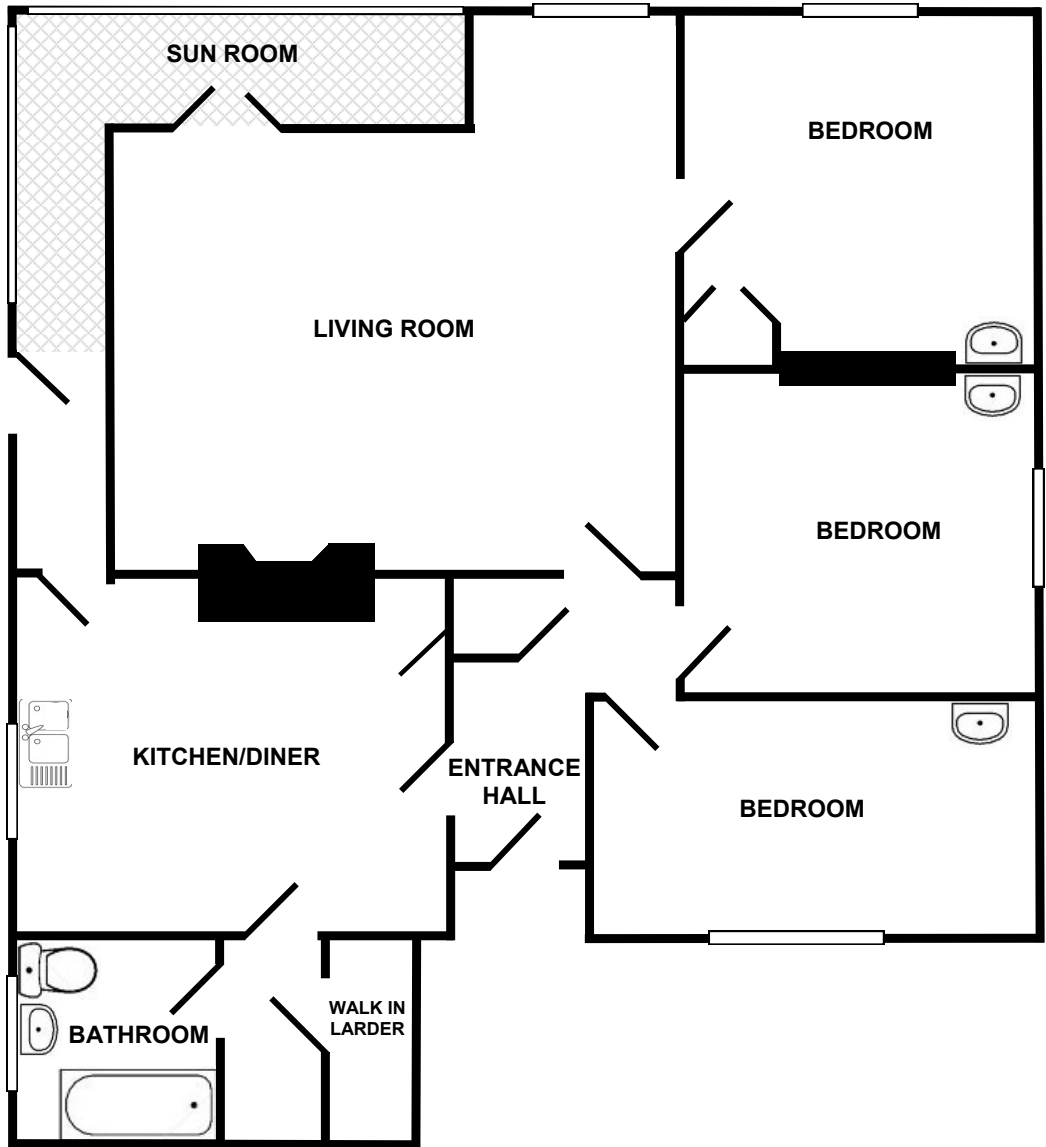 SUN ROOM
BEDROOM
LIVING ROOM
BEDROOM
KITCHEN/DINER
ENTRANCE
HALL
BEDROOM
WALK IN
LARDER
BATHROOM